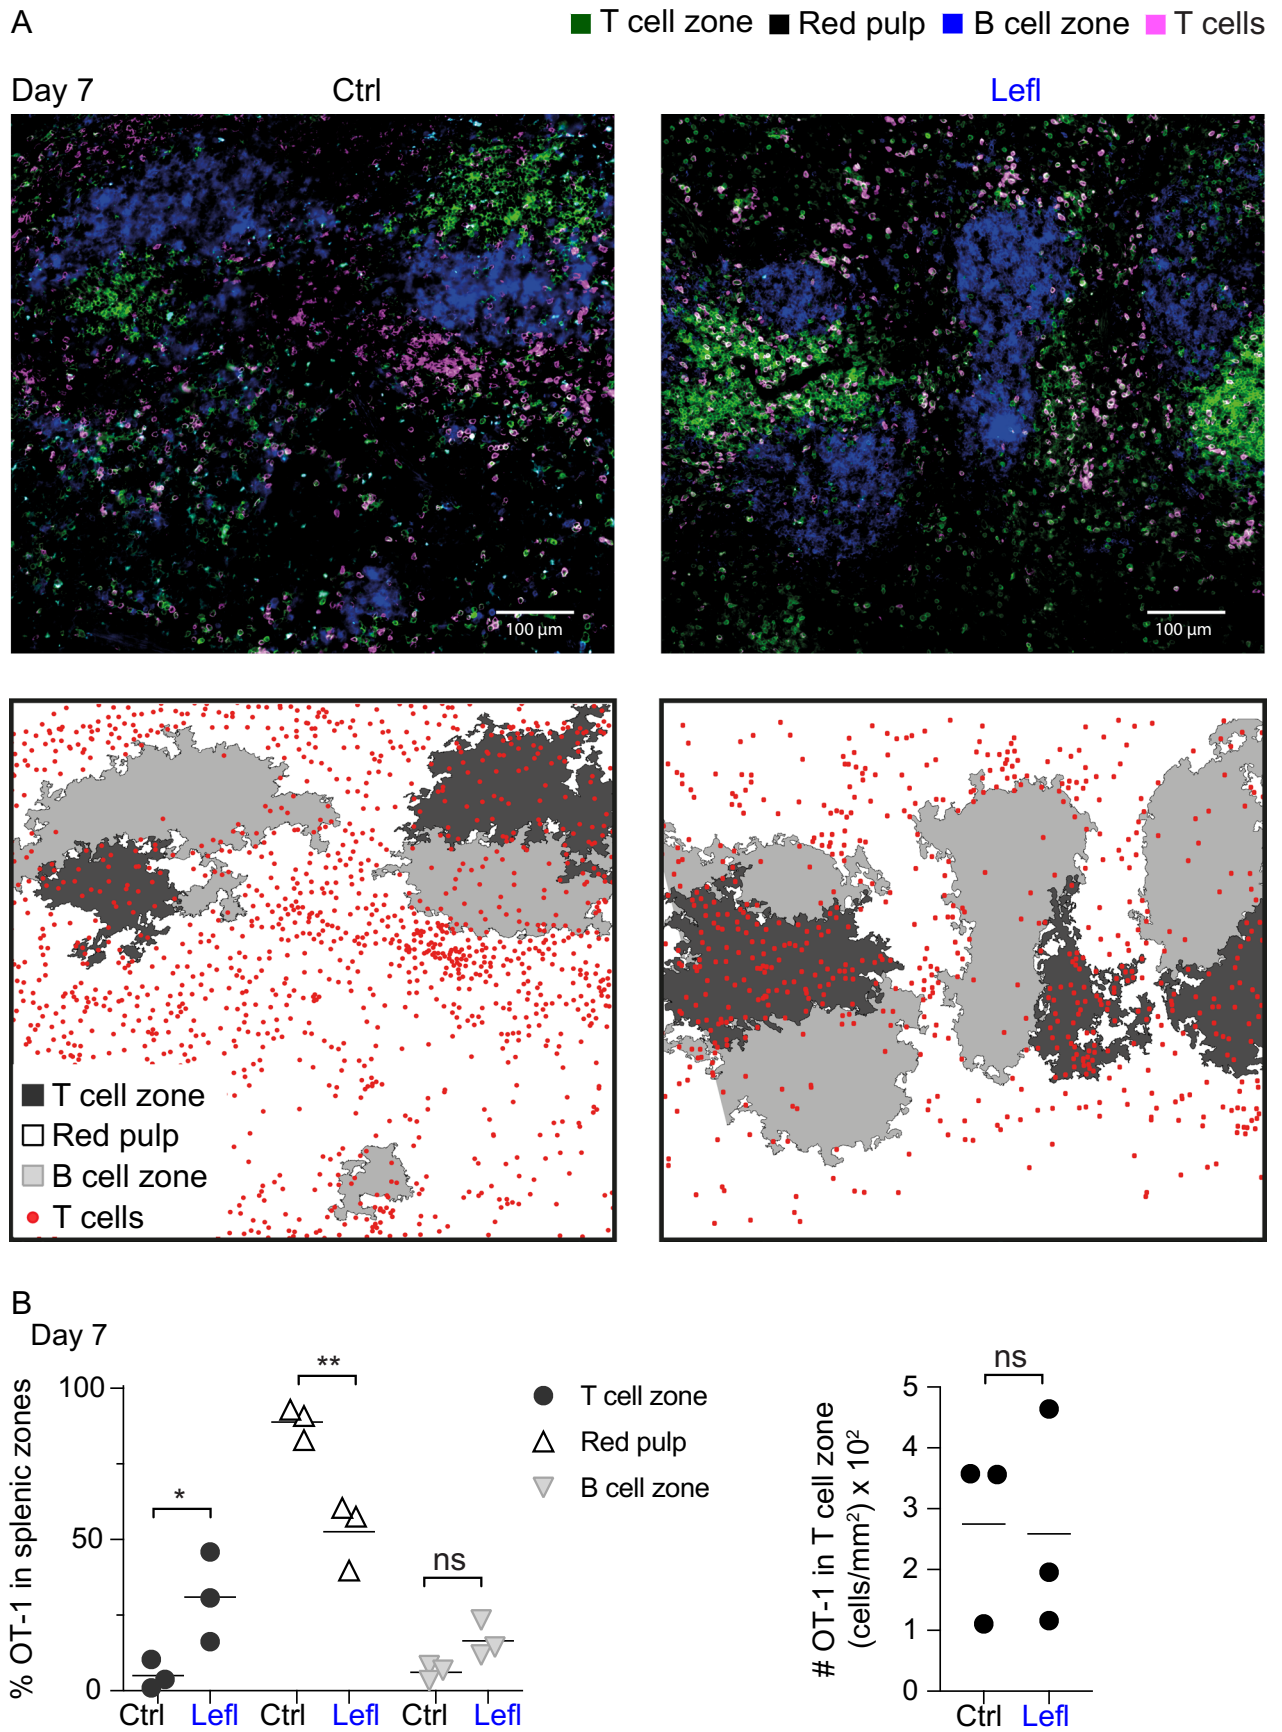 A
T cell zone Red pulp B cell zone T cells
Day 7 Ctrl Lefl
100 µm 100 µm
T cell zone
Red pulp
B cell zone
T cells
B
Day 7
% OT-1 in splenic zones
100
50
0
*
**
ns
Ctrl Lefl Ctrl Lefl Ctrl Lefl
T cell zone
Red pulp
B cell zone
# OT-1 in T cell zone
(cells/mm²) x 10²
ns
5
4
3
2
1
0
Ctrl Lefl